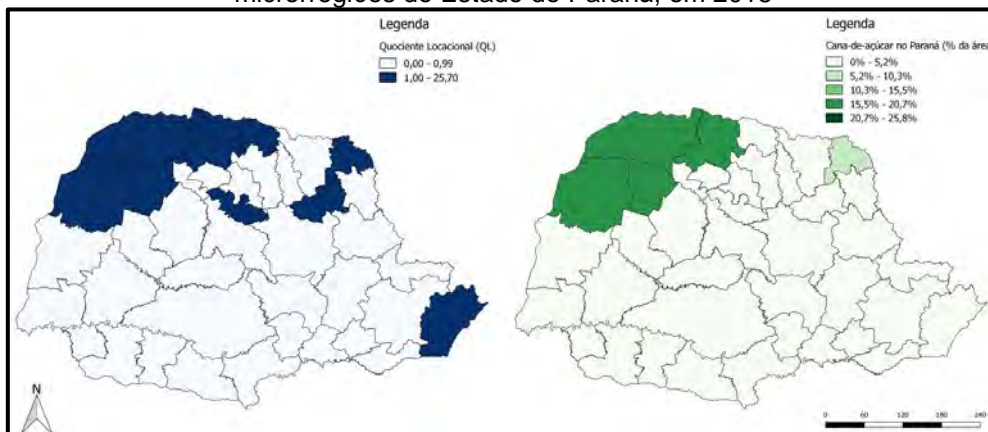 microrregiões do Estado do Paraná, em 2018
Legenda
Quociente Locacional (QL)
0,00 - 0,99
1,00 - 25,70
Legenda
Cana-de-açúcar no Paraná (% da área
0% - 5,2%
5,2% - 10,3%
10,3% - 15,5%
15,5% - 20,7%
20,7% - 25,8%
N
0 60 120 180 240